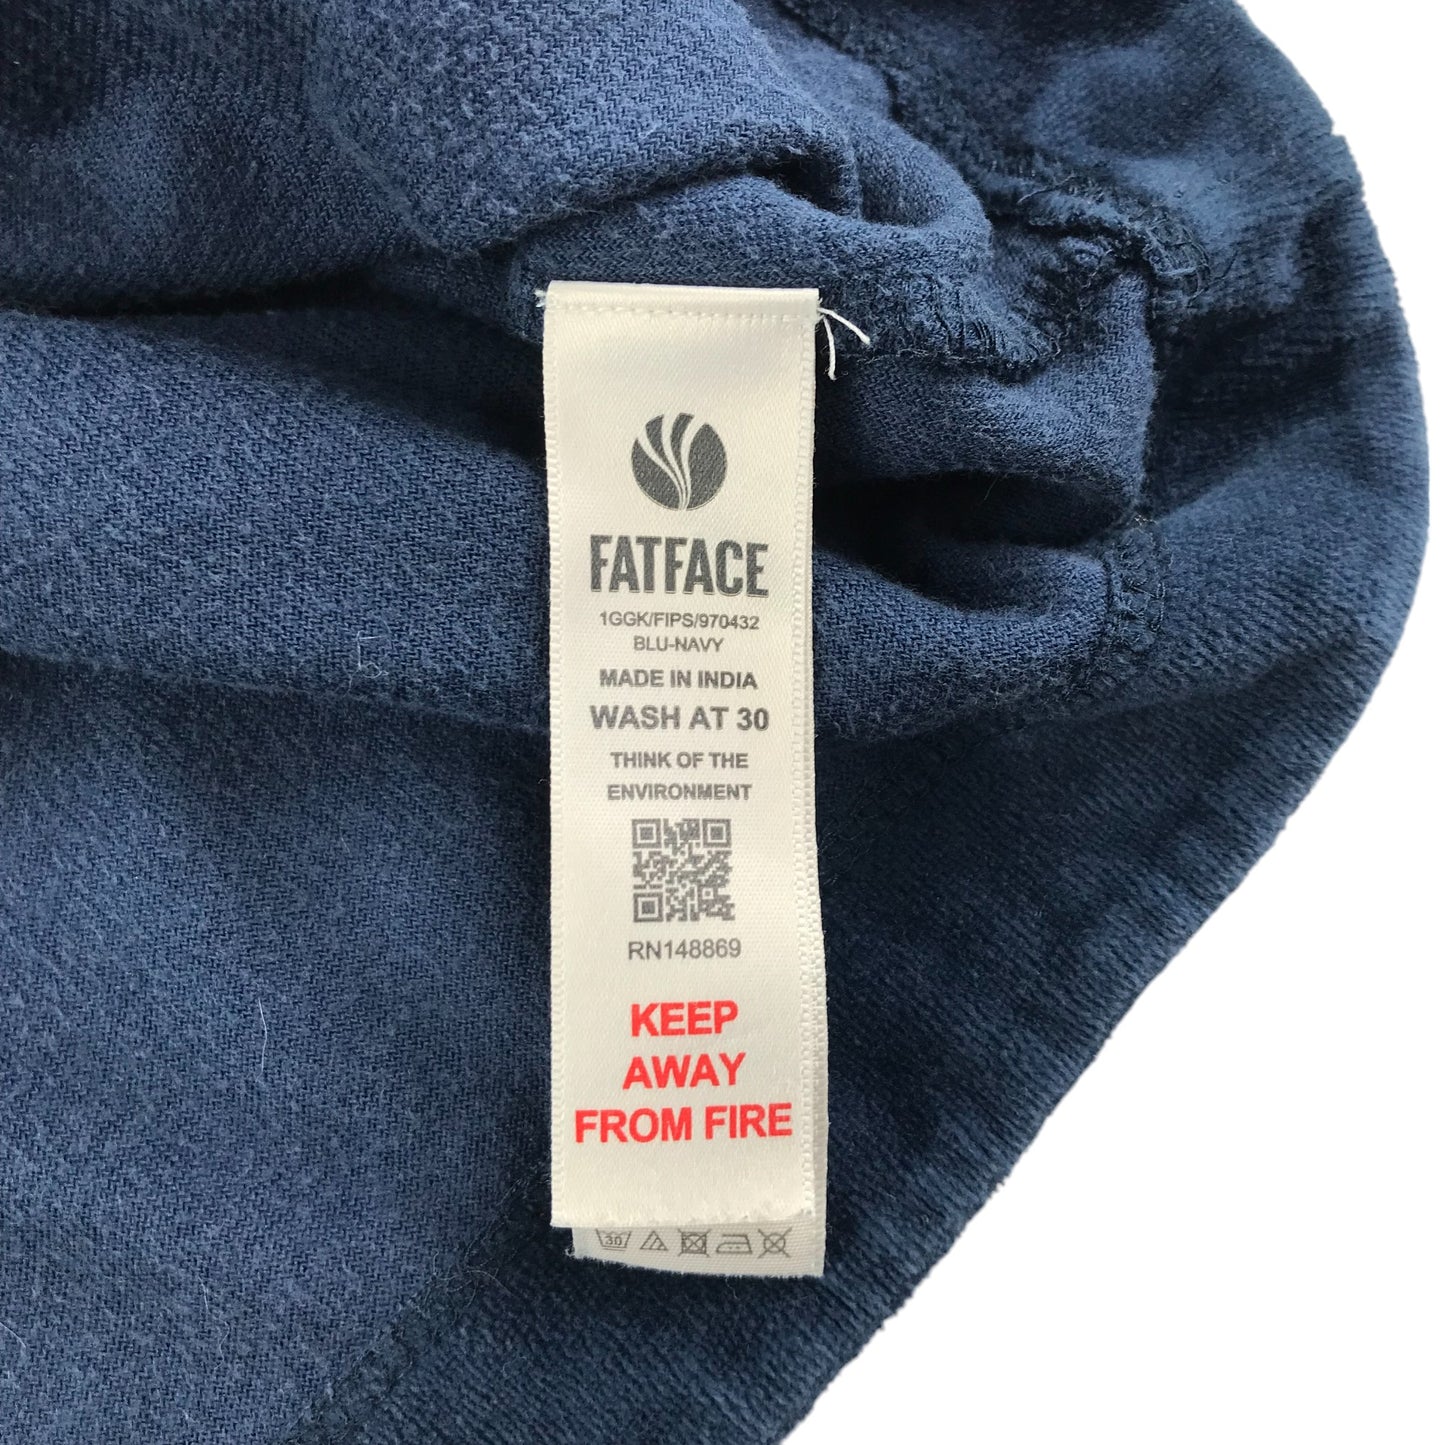 FATFACE
1GGK/FIPS/970432
BLU-NAVY
MADE IN INDIA
WASH AT 30
THINK OF THE
ENVIRONMENT
RN148869
KEEP
AWAY
FROM FIRE
30